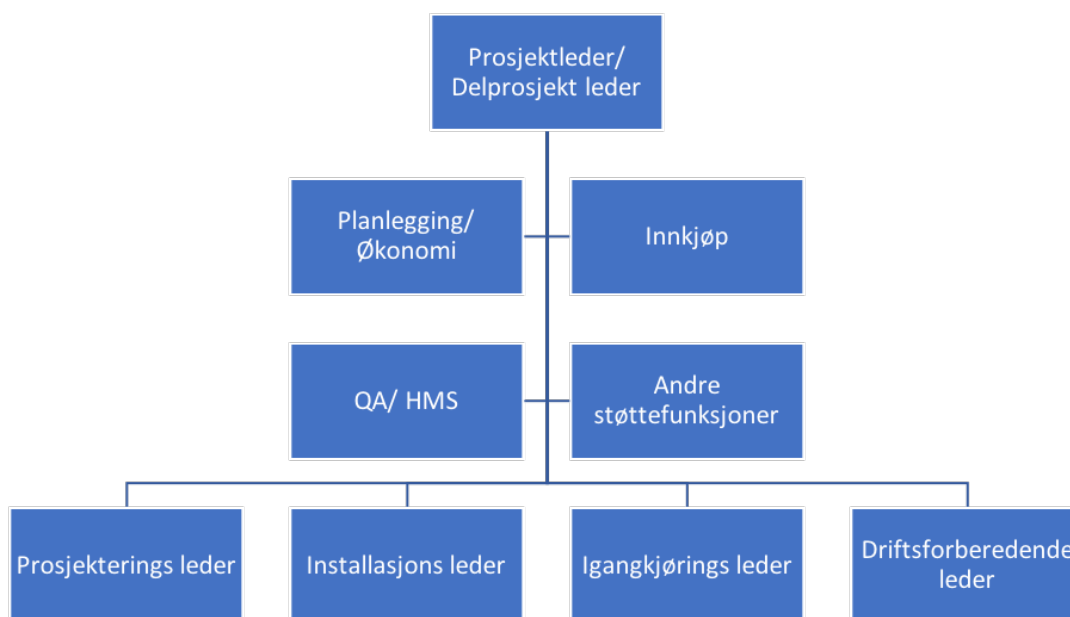 Prosjektleder/
Delprosjekt leder
Planlegging/
Økonomi
Innkjøp
QA/ HMS
Andre
støttefunksjoner
Prosjekterings leder
Installasjons leder
Igangkjørings leder
Driftsforberedende
leder